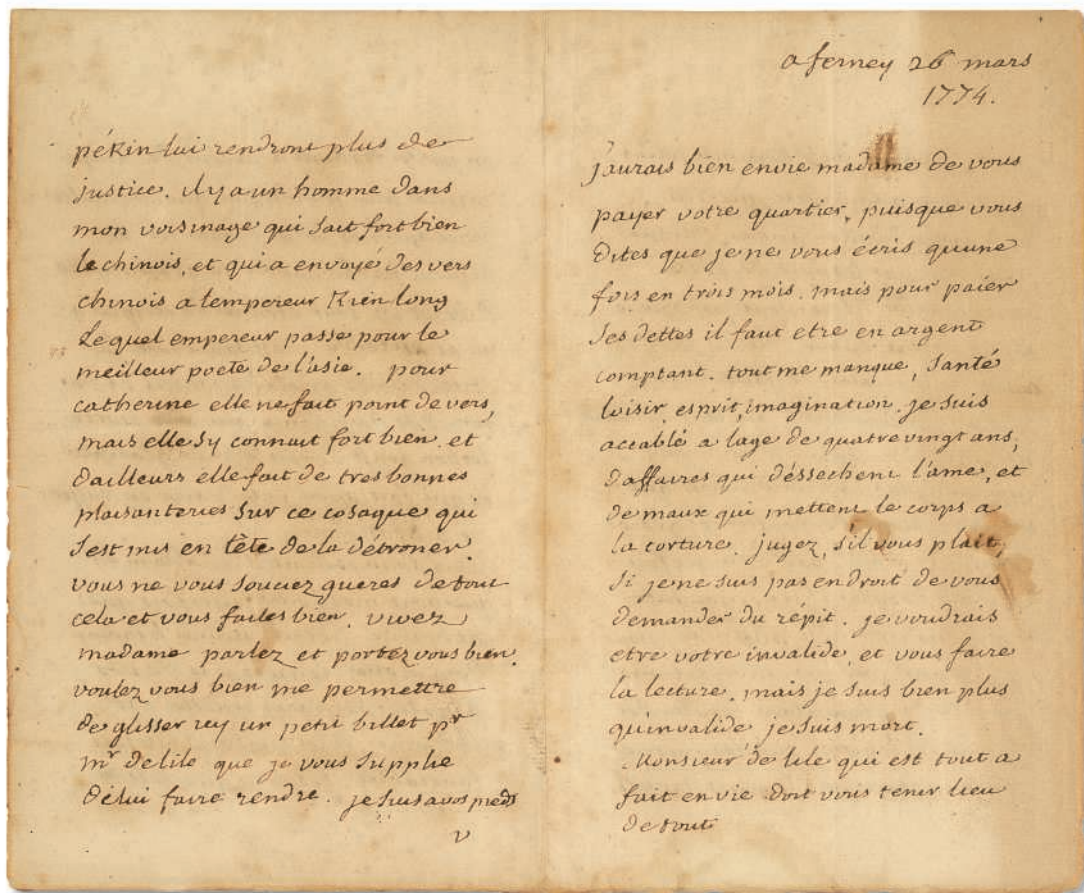 pékin lui rendront plus de
justice. il y a un homme dans
mon voisinage qui sait fort bien
le chinois, et qui a envoyé des vers
chinois a lempereur Kien long
Lequel empereur passe pour le
meilleur poete de l'asie. pour
catherine elle ne fait point de vers,
mais elle sy connait fort bien. et
dailleurs elle fait de tres bonnes
plaisanteries sur ce cosaque qui
s'est mis en tète de la détroner.
vous ne vous souciez gueres de tout
cela et vous faites bien. vivez
madame parlez et portez vous bien.
voulez vous bien me permettre
de glisser icy un petit billet pr
mr delile que je vous supplie
de lui faire rendre. je suis a vos pieds
V
a ferney 26 mars
1774.
j'aurais bien envie madame de vous
payer votre quartier, puisque vous
dites que je ne vous écris quune
fois en trois mois. mais pour paier
ses dettes il faut etre en argent
comptant. tout me manque, santé
loisir, esprit, imagination. je suis
accablé a lage de quatre vingt ans,
d'affaires qui déssechent l'ame, et
de maux qui mettent le corps a
la torture. jugez, s'il vous plait,
si je ne suis pas en droit de vous
demander du répit. je voudrais
etre votre invalide, et vous faire
la lecture. mais je suis bien plus
qu'invalide je suis mort.
Monsieur de lile qui est tout a
fait en vie doit vous tenir lieu
de tout